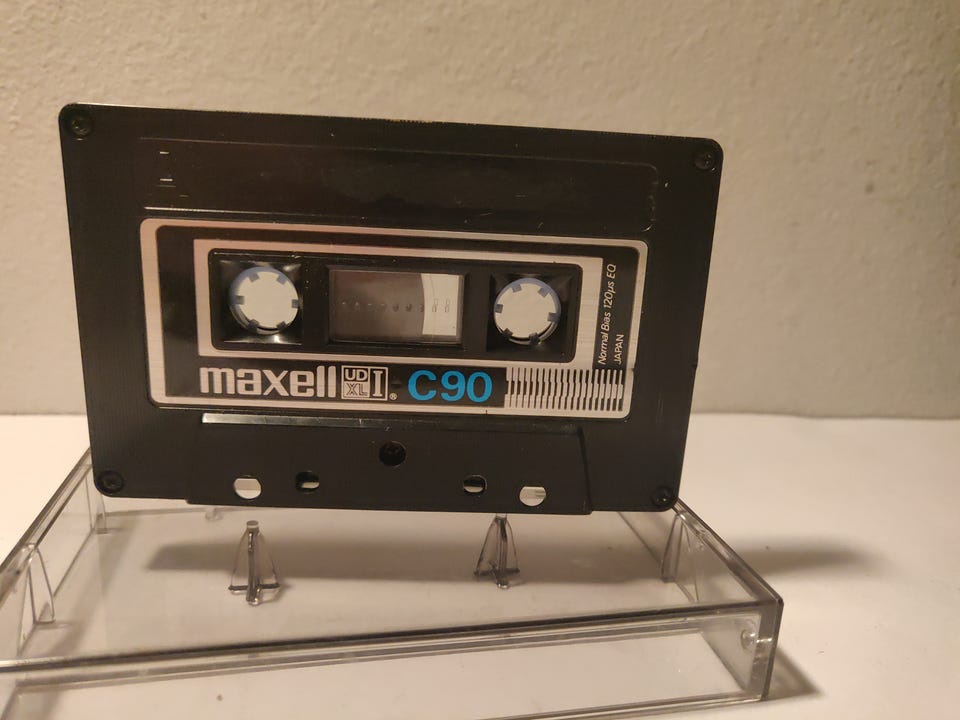 maxell UD XL I ® C90
Normal Bias 120µs EQ
JAPAN